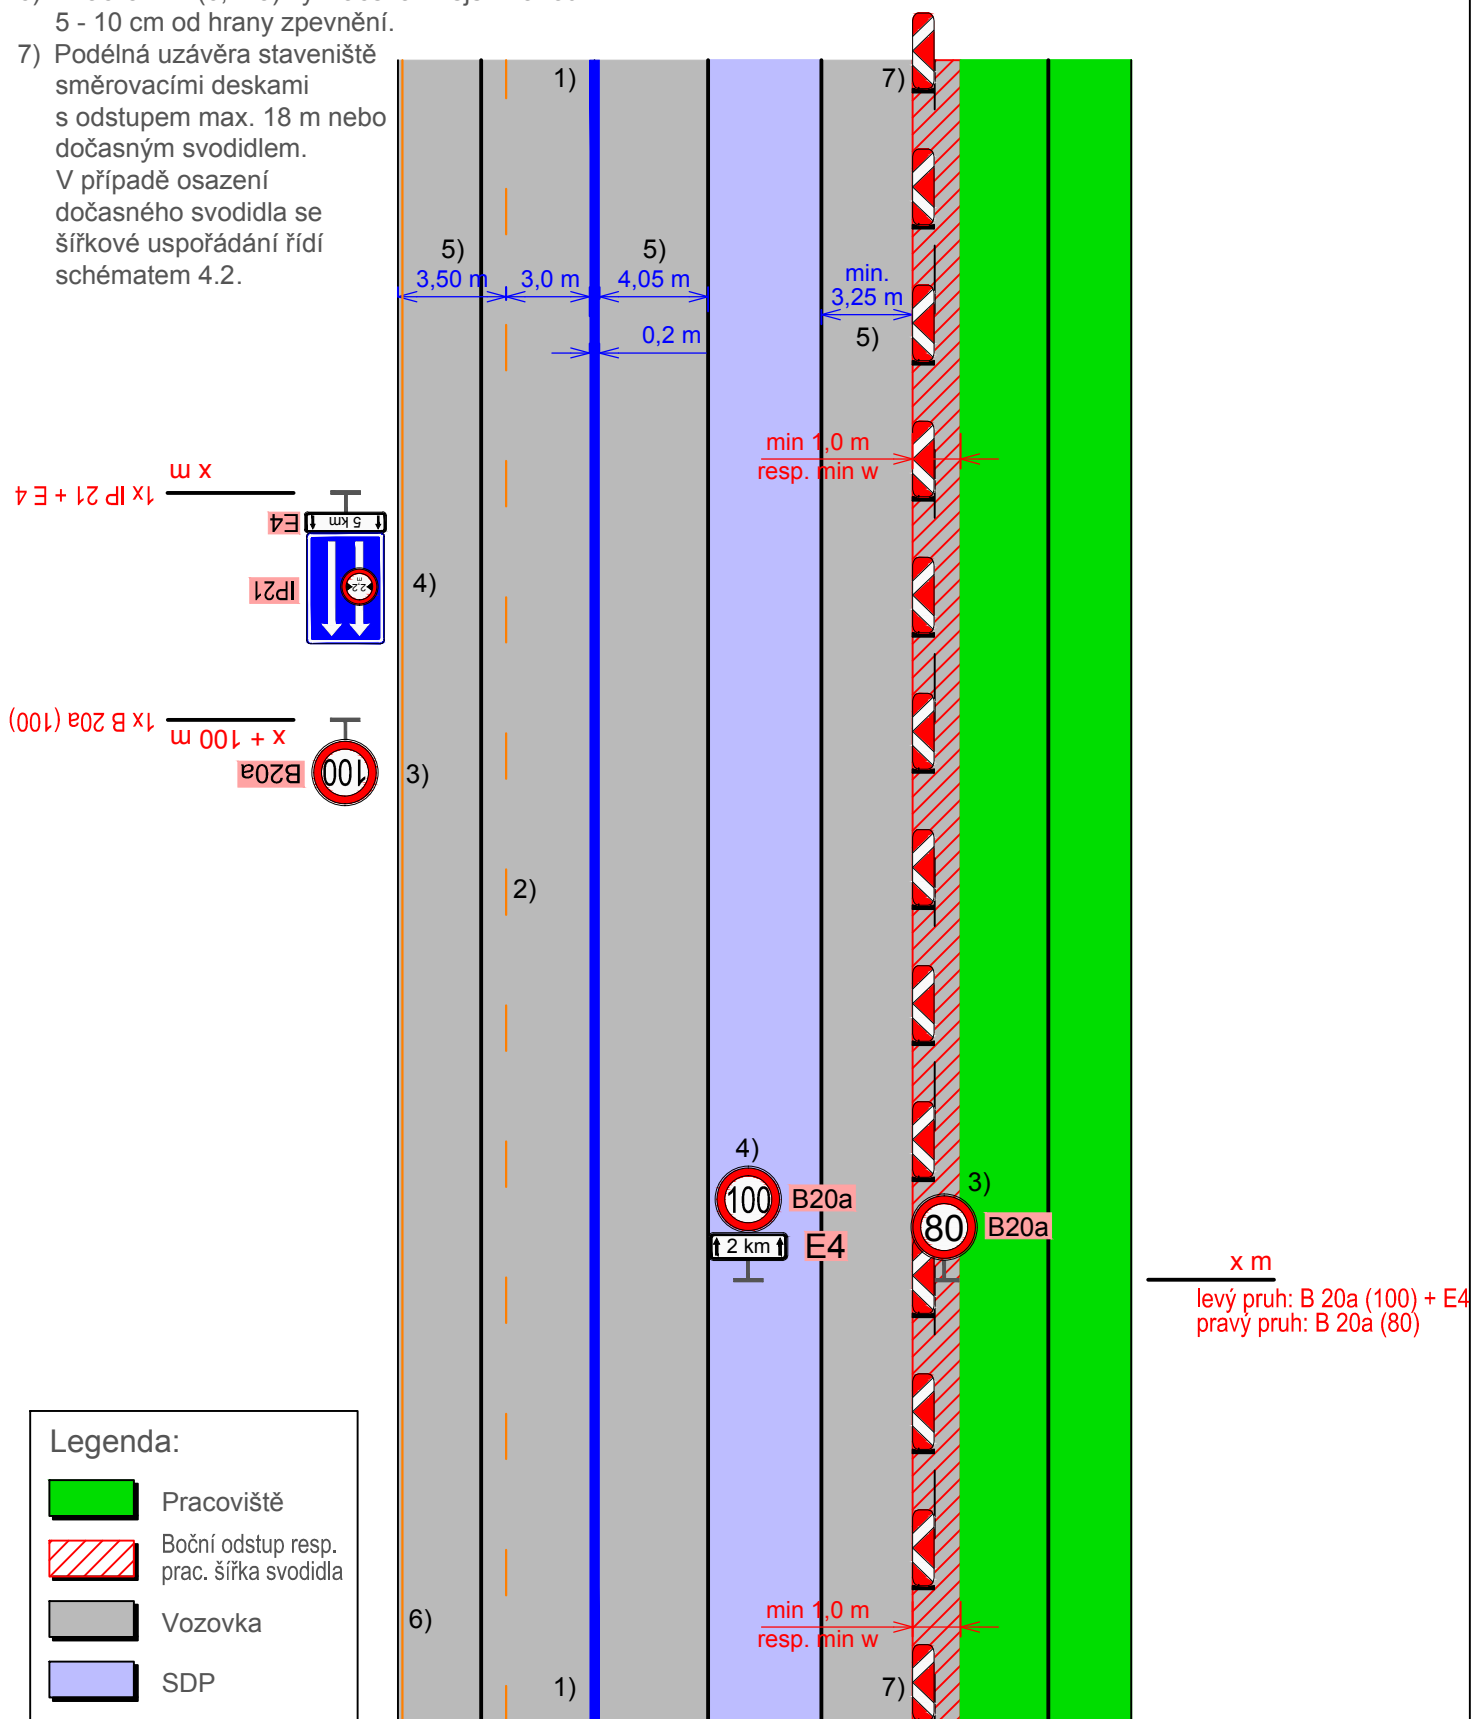 5 - 10 cm od hrany zpevnění.
7) Podélná uzávěra staveniště
směrovacími deskami
s odstupem max. 18 m nebo
dočasným svodidlem.
V případě osazení
dočasného svodidla se
šířkové uspořádání řídí
schématem 4.2.
1)
7)
5)
5)
3,50 m
3,0 m
4,05 m
min.
3,25 m
0,2 m
5)
min 1,0 m
resp. min w
x m
1x IP 21 + E 4
E4
5 km
IP21
2,2
m
4)
1x B 20a (100)
x + 100 m
B20a
100
3)
2)
4)
100
B20a
2 km
E4
3)
80
B20a
x m
levý pruh: B 20a (100) + E4
pravý pruh: B 20a (80)
Legenda:
Pracoviště
Boční odstup resp.
prac. šířka svodidla
Vozovka
SDP
6)
min 1,0 m
resp. min w
1)
7)